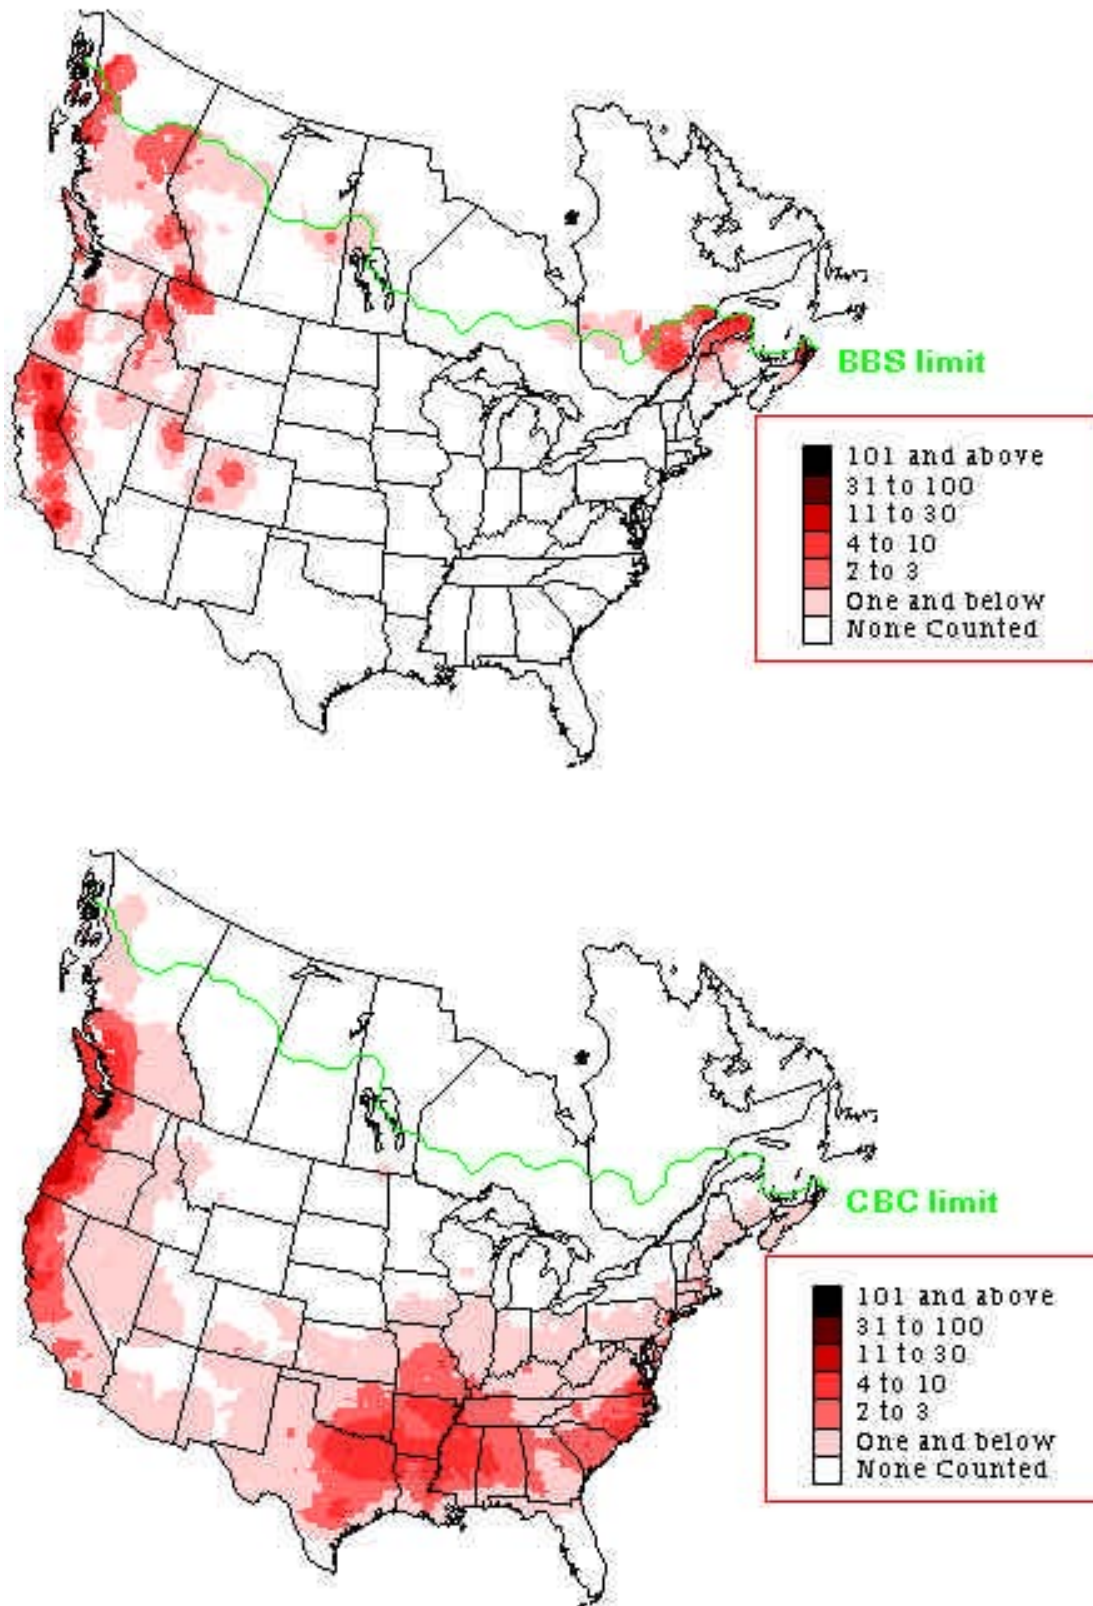 BBS limit
101 and above
31 to 100
11 to 30
4 to 10
2 to 3
One and below
None Counted
CBC limit
101 and above
31 to 100
11 to 30
4 to 10
2 to 3
One and below
None Counted